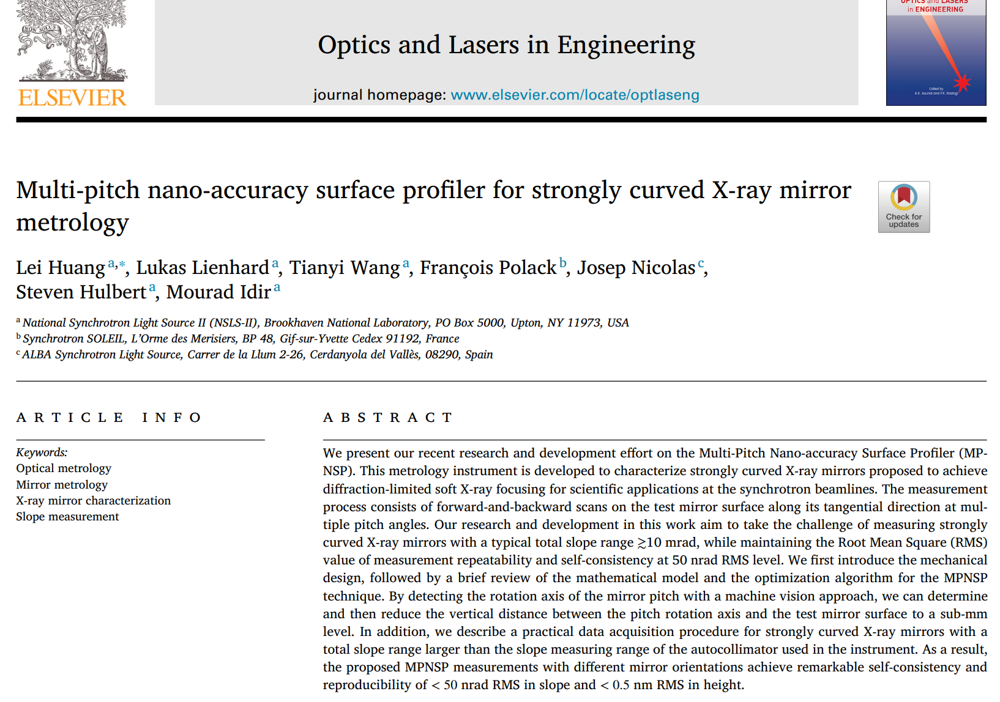 NON SOLUS
ELSEVIER
Optics and Lasers in Engineering
journal homepage: www.elsevier.com/locate/optlaseng
OPTICS and LASERS
in ENGINEERING
Edited by
A.K. Asundi and P.K. Rastogi
Multi-pitch nano-accuracy surface profiler for strongly curved X-ray mirror
metrology
Check for
updates
Lei Huang a,*, Lukas Lienhard a, Tianyi Wang a, François Polack b, Josep Nicolas c,
Steven Hulbert a, Mourad Idir a
a National Synchrotron Light Source II (NSLS-II), Brookhaven National Laboratory, PO Box 5000, Upton, NY 11973, USA
b Synchrotron SOLEIL, L'Orme des Merisiers, BP 48, Gif-sur-Yvette Cedex 91192, France
c ALBA Synchrotron Light Source, Carrer de la Llum 2-26, Cerdanyola del Vallès, 08290, Spain
ARTICLE INFO
Keywords:
Optical metrology
Mirror metrology
X-ray mirror characterization
Slope measurement
ABSTRACT
We present our recent research and development effort on the Multi-Pitch Nano-accuracy Surface Profiler (MP-
NSP). This metrology instrument is developed to characterize strongly curved X-ray mirrors proposed to achieve
diffraction-limited soft X-ray focusing for scientific applications at the synchrotron beamlines. The measurement
process consists of forward-and-backward scans on the test mirror surface along its tangential direction at mul-
tiple pitch angles. Our research and development in this work aim to take the challenge of measuring strongly
curved X-ray mirrors with a typical total slope range ≳10 mrad, while maintaining the Root Mean Square (RMS)
value of measurement repeatability and self-consistency at 50 nrad RMS level. We first introduce the mechanical
design, followed by a brief review of the mathematical model and the optimization algorithm for the MPNSP
technique. By detecting the rotation axis of the mirror pitch with a machine vision approach, we can determine
and then reduce the vertical distance between the pitch rotation axis and the test mirror surface to a sub-mm
level. In addition, we describe a practical data acquisition procedure for strongly curved X-ray mirrors with a
total slope range larger than the slope measuring range of the autocollimator used in the instrument. As a result,
the proposed MPNSP measurements with different mirror orientations achieve remarkable self-consistency and
reproducibility of < 50 nrad RMS in slope and < 0.5 nm RMS in height.